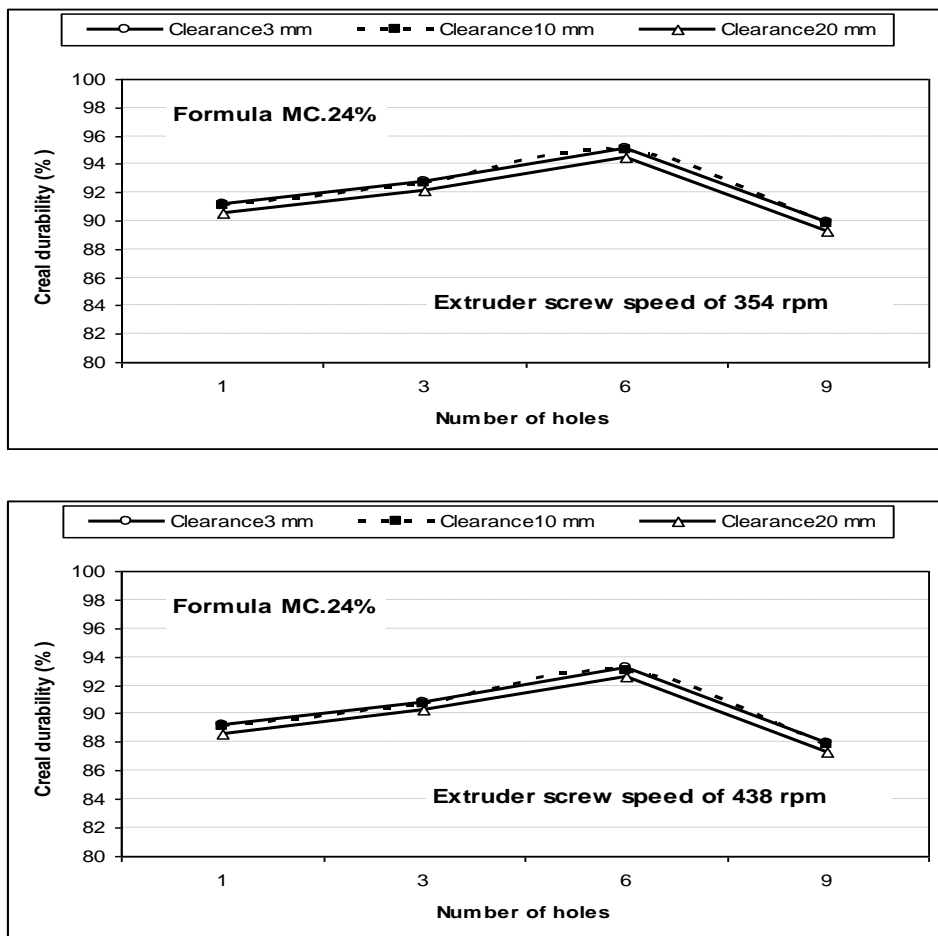 Clearance3 mm Clearance10 mm Clearance20 mm
100
98
96
94
92
90
88
86
84
82
80
Creal durability (%)
Formula MC.24%
Extruder screw speed of 354 rpm
1 3 6 9
Number of holes
Clearance3 mm Clearance10 mm Clearance20 mm
100
98
96
94
92
90
88
86
84
82
80
Creal durability (%)
Formula MC.24%
Extruder screw speed of 438 rpm
1 3 6 9
Number of holes